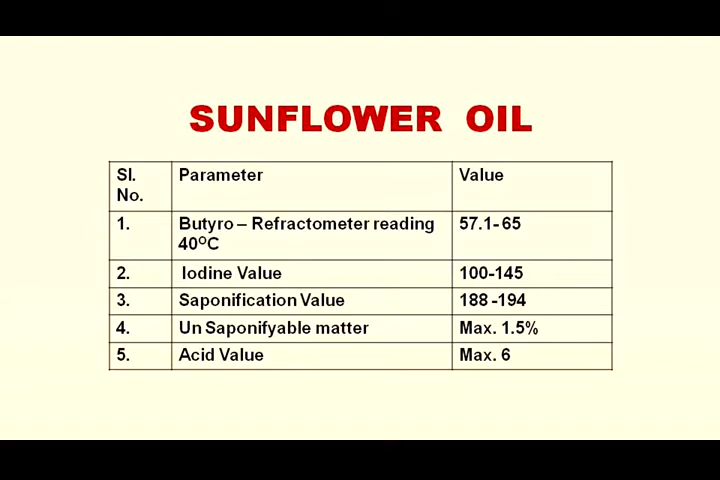 SUNFLOWER OIL
Sl. No. Parameter Value
1. Butyro – Refractometer reading 40°C 57.1- 65
2. Iodine Value 100-145
3. Saponification Value 188 -194
4. Un Saponifyable matter Max. 1.5%
5. Acid Value Max. 6